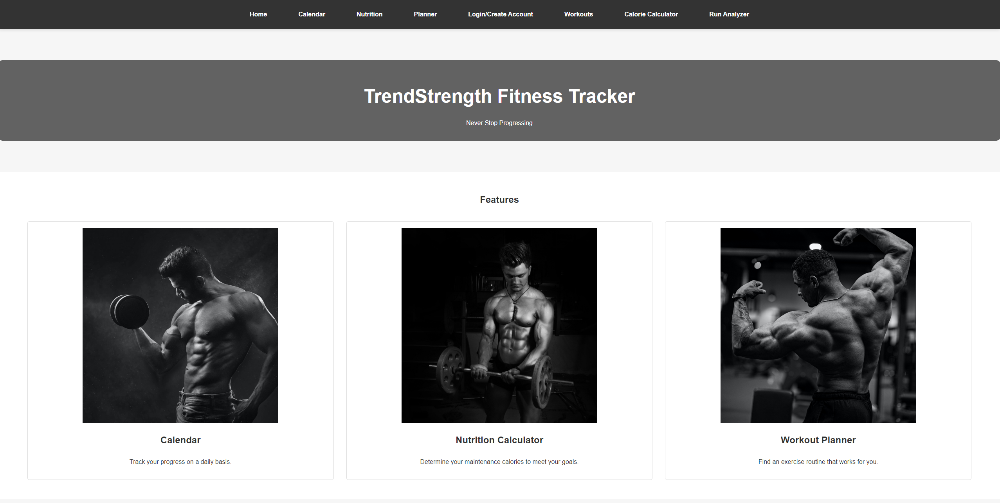 Home Calendar Nutrition Planner Login/Create Account Workouts Calorie Calculator Run Analyzer
TrendStrength Fitness Tracker
Never Stop Progressing
Features
Calendar
Track your progress on a daily basis.
Nutrition Calculator
Determine your maintenance calories to meet your goals.
Workout Planner
Find an exercise routine that works for you.